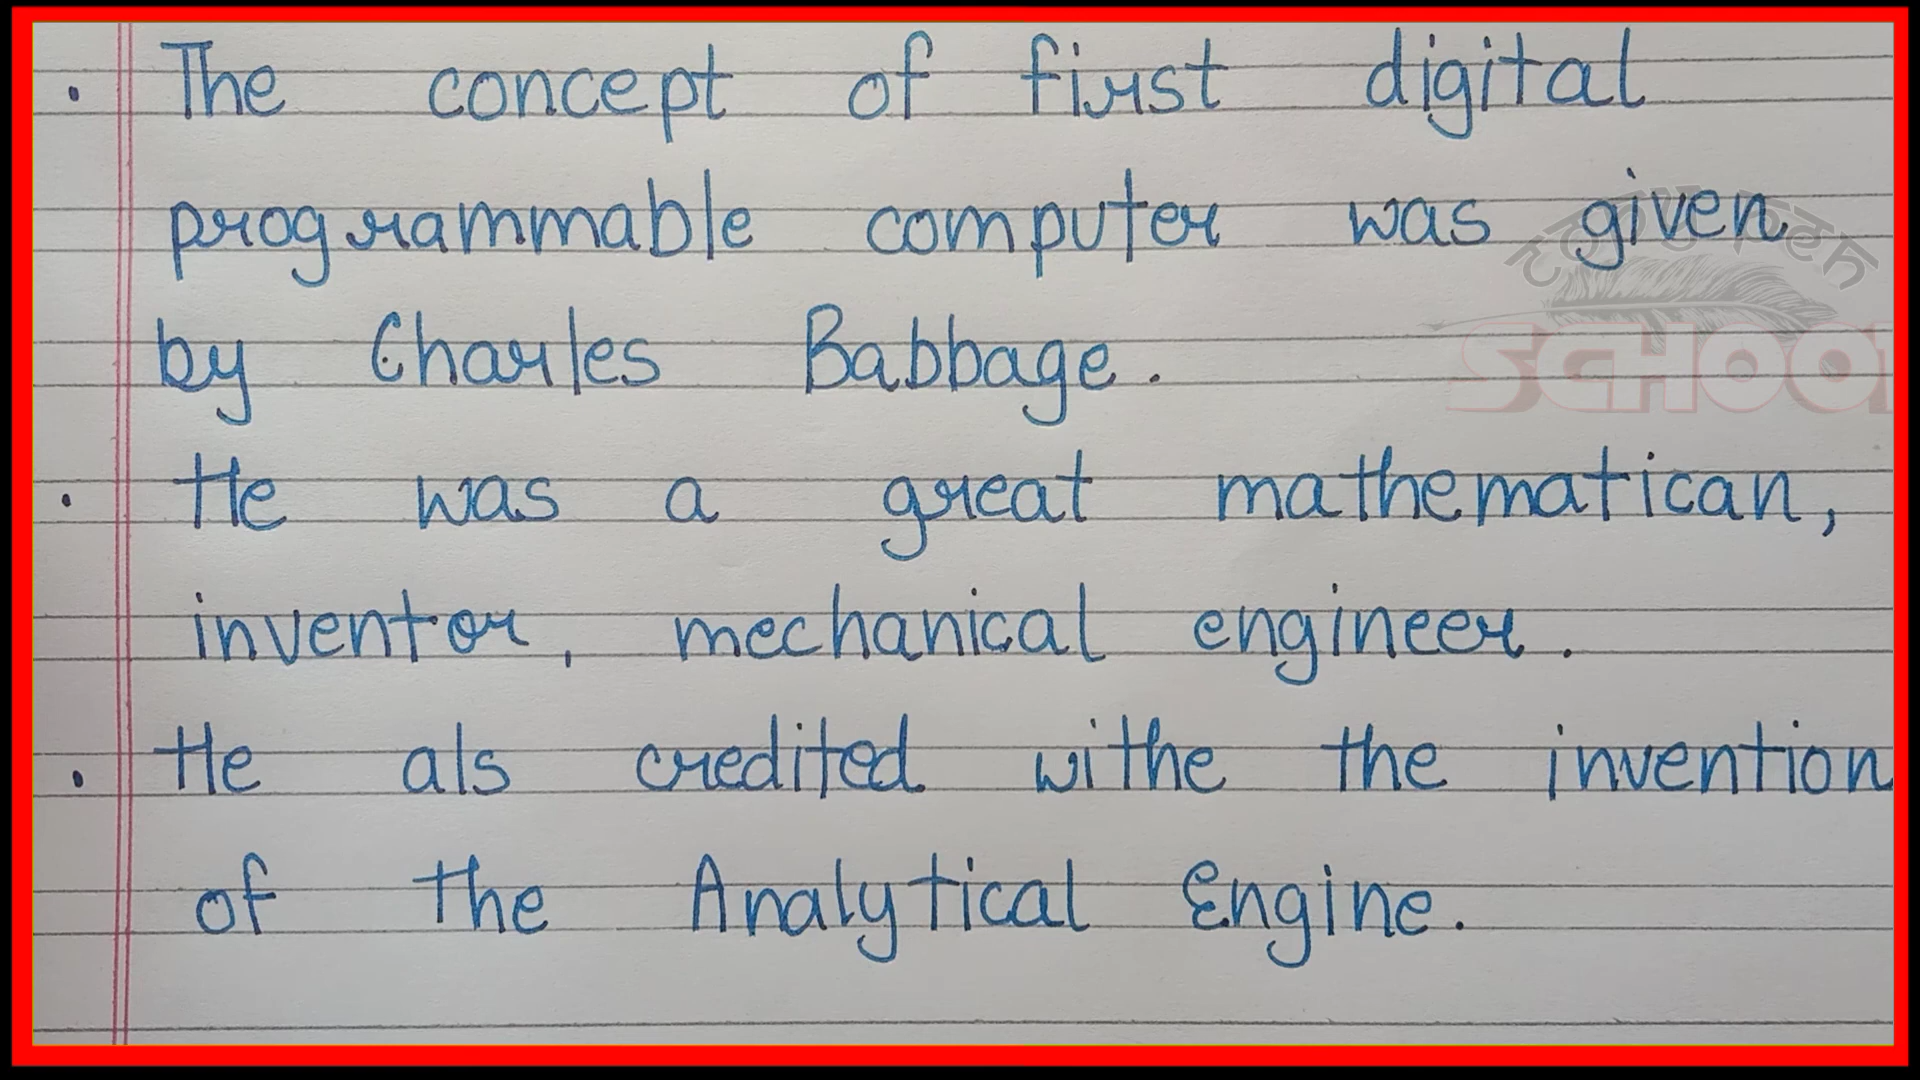 • The concept of first digital
programmable computer was given
by Charles Babbage.
• He was a great mathematican,
inventor, mechanical engineer.
• He als credited withe the invention
of the Analytical Engine.
SCHOOL